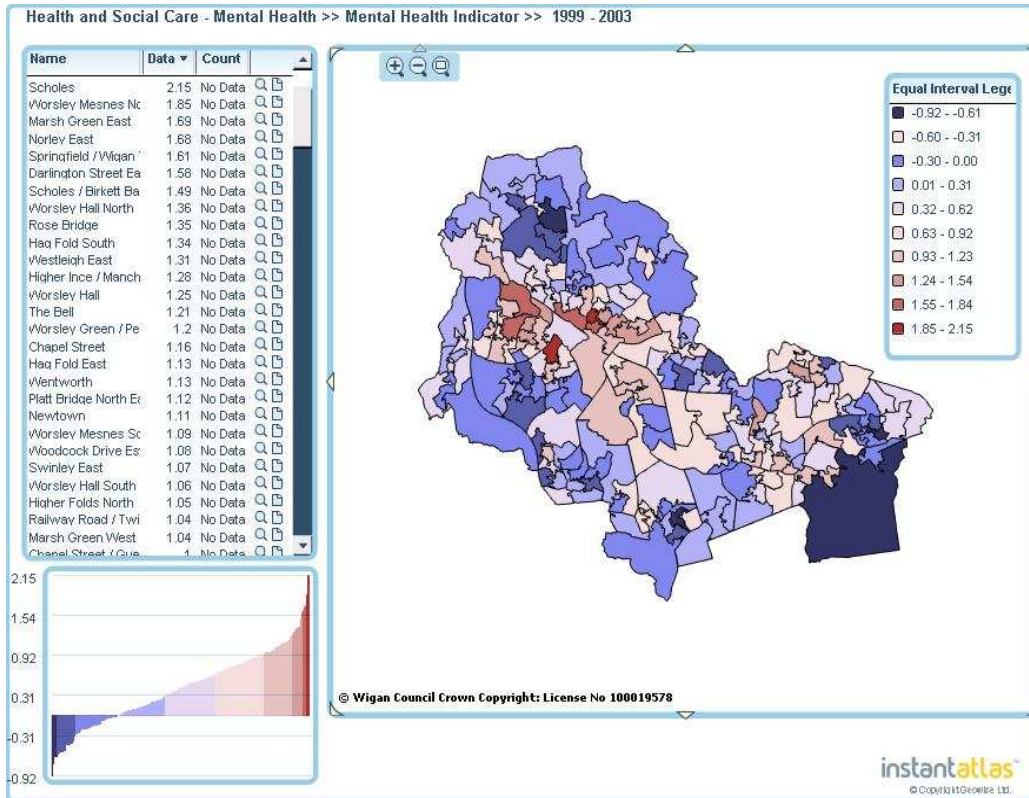 Health and Social Care - Mental Health >> Mental Health Indicator >> 1999 - 2003
Name Data ▾ Count
Scholes 2.15 No Data
Worsley Mesnes No 1.85 No Data
Marsh Green East 1.69 No Data
Norley East 1.68 No Data
Springfield / Wigan 1.61 No Data
Darlington Street Ea 1.58 No Data
Scholes / Birkett Ba 1.49 No Data
Worsley Hall North 1.36 No Data
Rose Bridge 1.35 No Data
Hag Fold South 1.34 No Data
Westleigh East 1.31 No Data
Higher Ince / Manch 1.28 No Data
Worsley Hall 1.25 No Data
The Bell 1.21 No Data
Worsley Green / Pe 1.2 No Data
Chapel Street 1.16 No Data
Hag Fold East 1.13 No Data
Wentworth 1.13 No Data
Platt Bridge North Ea 1.12 No Data
Newtown 1.11 No Data
Worsley Mesnes Sc 1.09 No Data
Woodcock Drive Es 1.08 No Data
Swinley East 1.07 No Data
Worsley Hall South 1.06 No Data
Higher Folds North 1.05 No Data
Railway Road / Twi 1.04 No Data
Marsh Green West 1.04 No Data
Chapel Street / Gue 1 No Data
2.15
1.54
0.92
0.31
-0.31
-0.92
Equal Interval Lege
-0.92 - -0.61
-0.60 - -0.31
-0.30 - 0.00
0.01 - 0.31
0.32 - 0.62
0.63 - 0.92
0.93 - 1.23
1.24 - 1.54
1.55 - 1.84
1.85 - 2.15
© Wigan Council Crown Copyright: License No 100019578
instantatlas™
© Copyright Geowise Ltd.